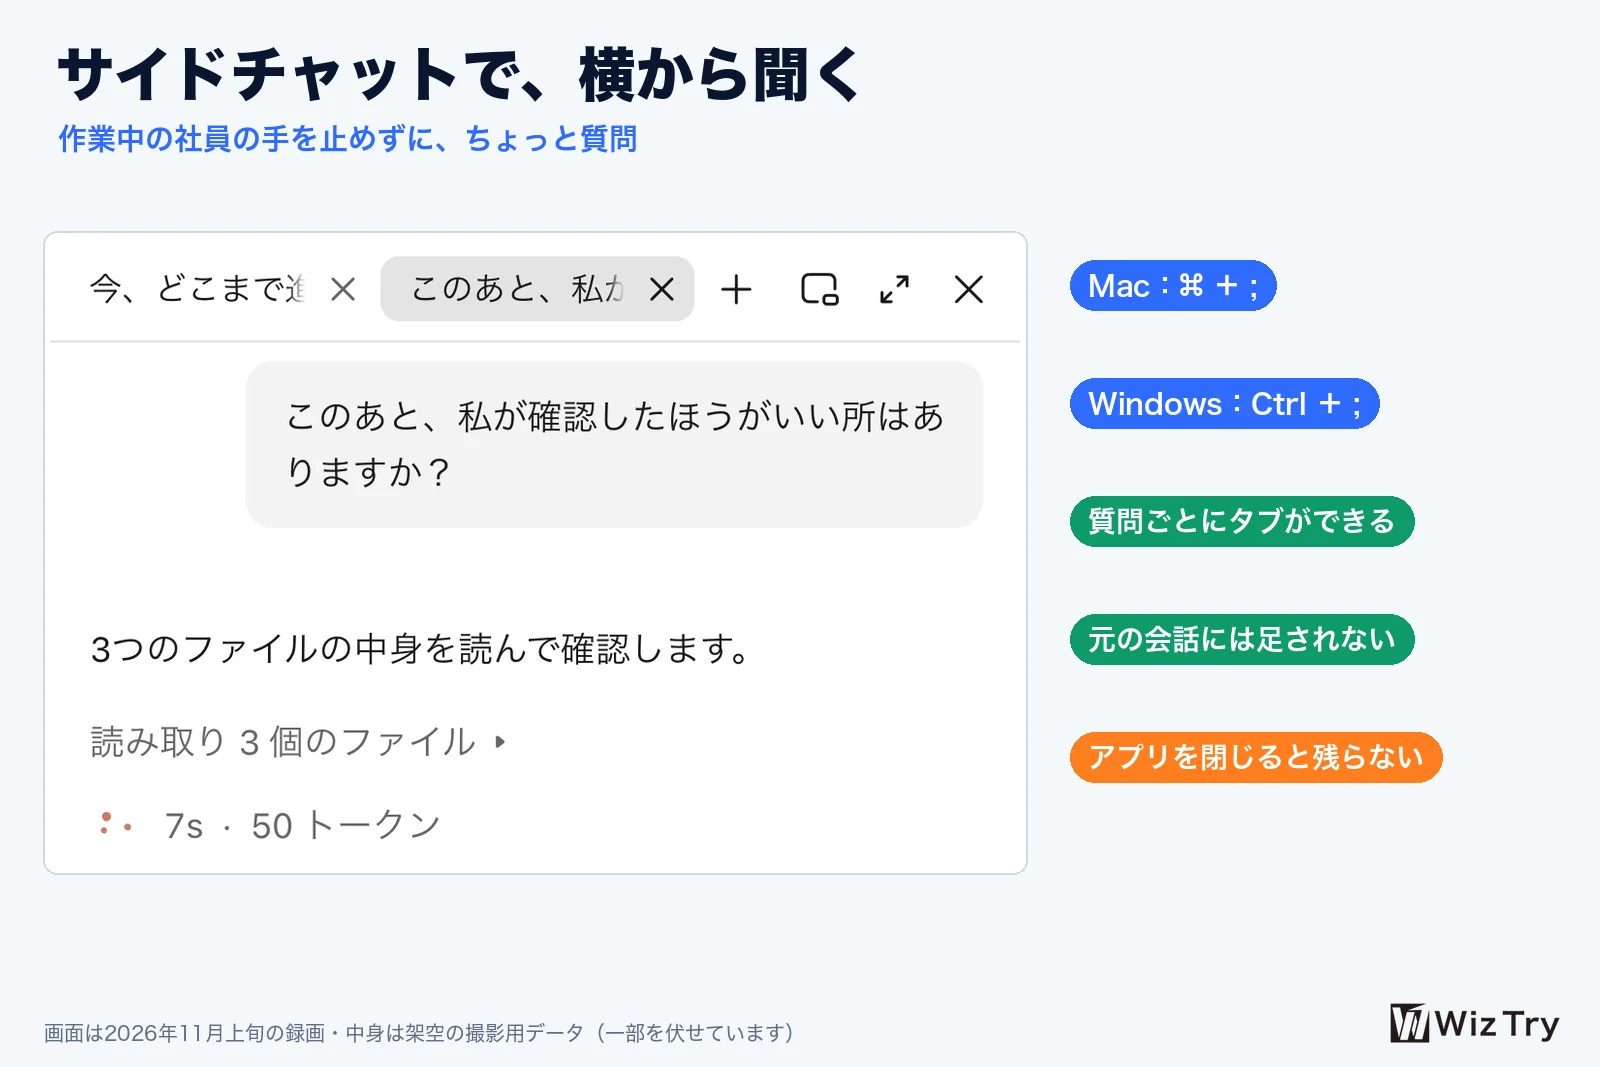 サイドチャットで、横から聞く
作業中の社員の手を止めずに、ちょっと質問
今、どこまで
このあと、私が
このあと、私が確認したほうがいい所はあ
りますか？
3つのファイルの中身を読んで確認します。
読み取り 3 個のファイル
7s · 50 トークン
Mac：⌘ ＋ ;
Windows：Ctrl ＋ ;
質問ごとにタブができる
元の会話には足されない
アプリを閉じると残らない
画面は2026年11月上旬の録画・中身は架空の撮影用データ（一部を伏せています）
Wiz Try